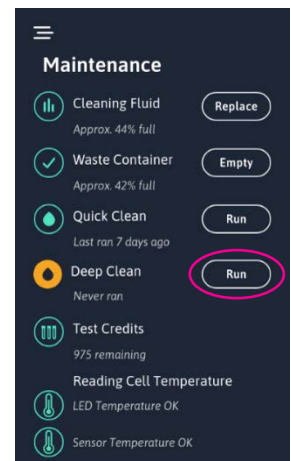 Maintenance
Cleaning Fluid Replace
Approx. 44% full
Waste Container Empty
Approx. 42% full
Quick Clean Run
Last ran 7 days ago
Deep Clean Run
Never ran
Test Credits
975 remaining
Reading Cell Temperature
LED Temperature OK
Sensor Temperature OK